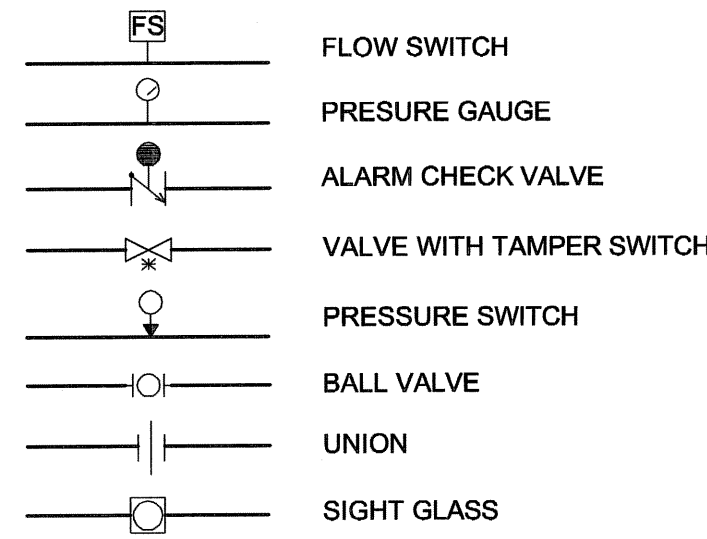 FS
FLOW SWITCH
PRESURE GAUGE
ALARM CHECK VALVE
VALVE WITH TAMPER SWITCH
PRESSURE SWITCH
BALL VALVE
UNION
SIGHT GLASS